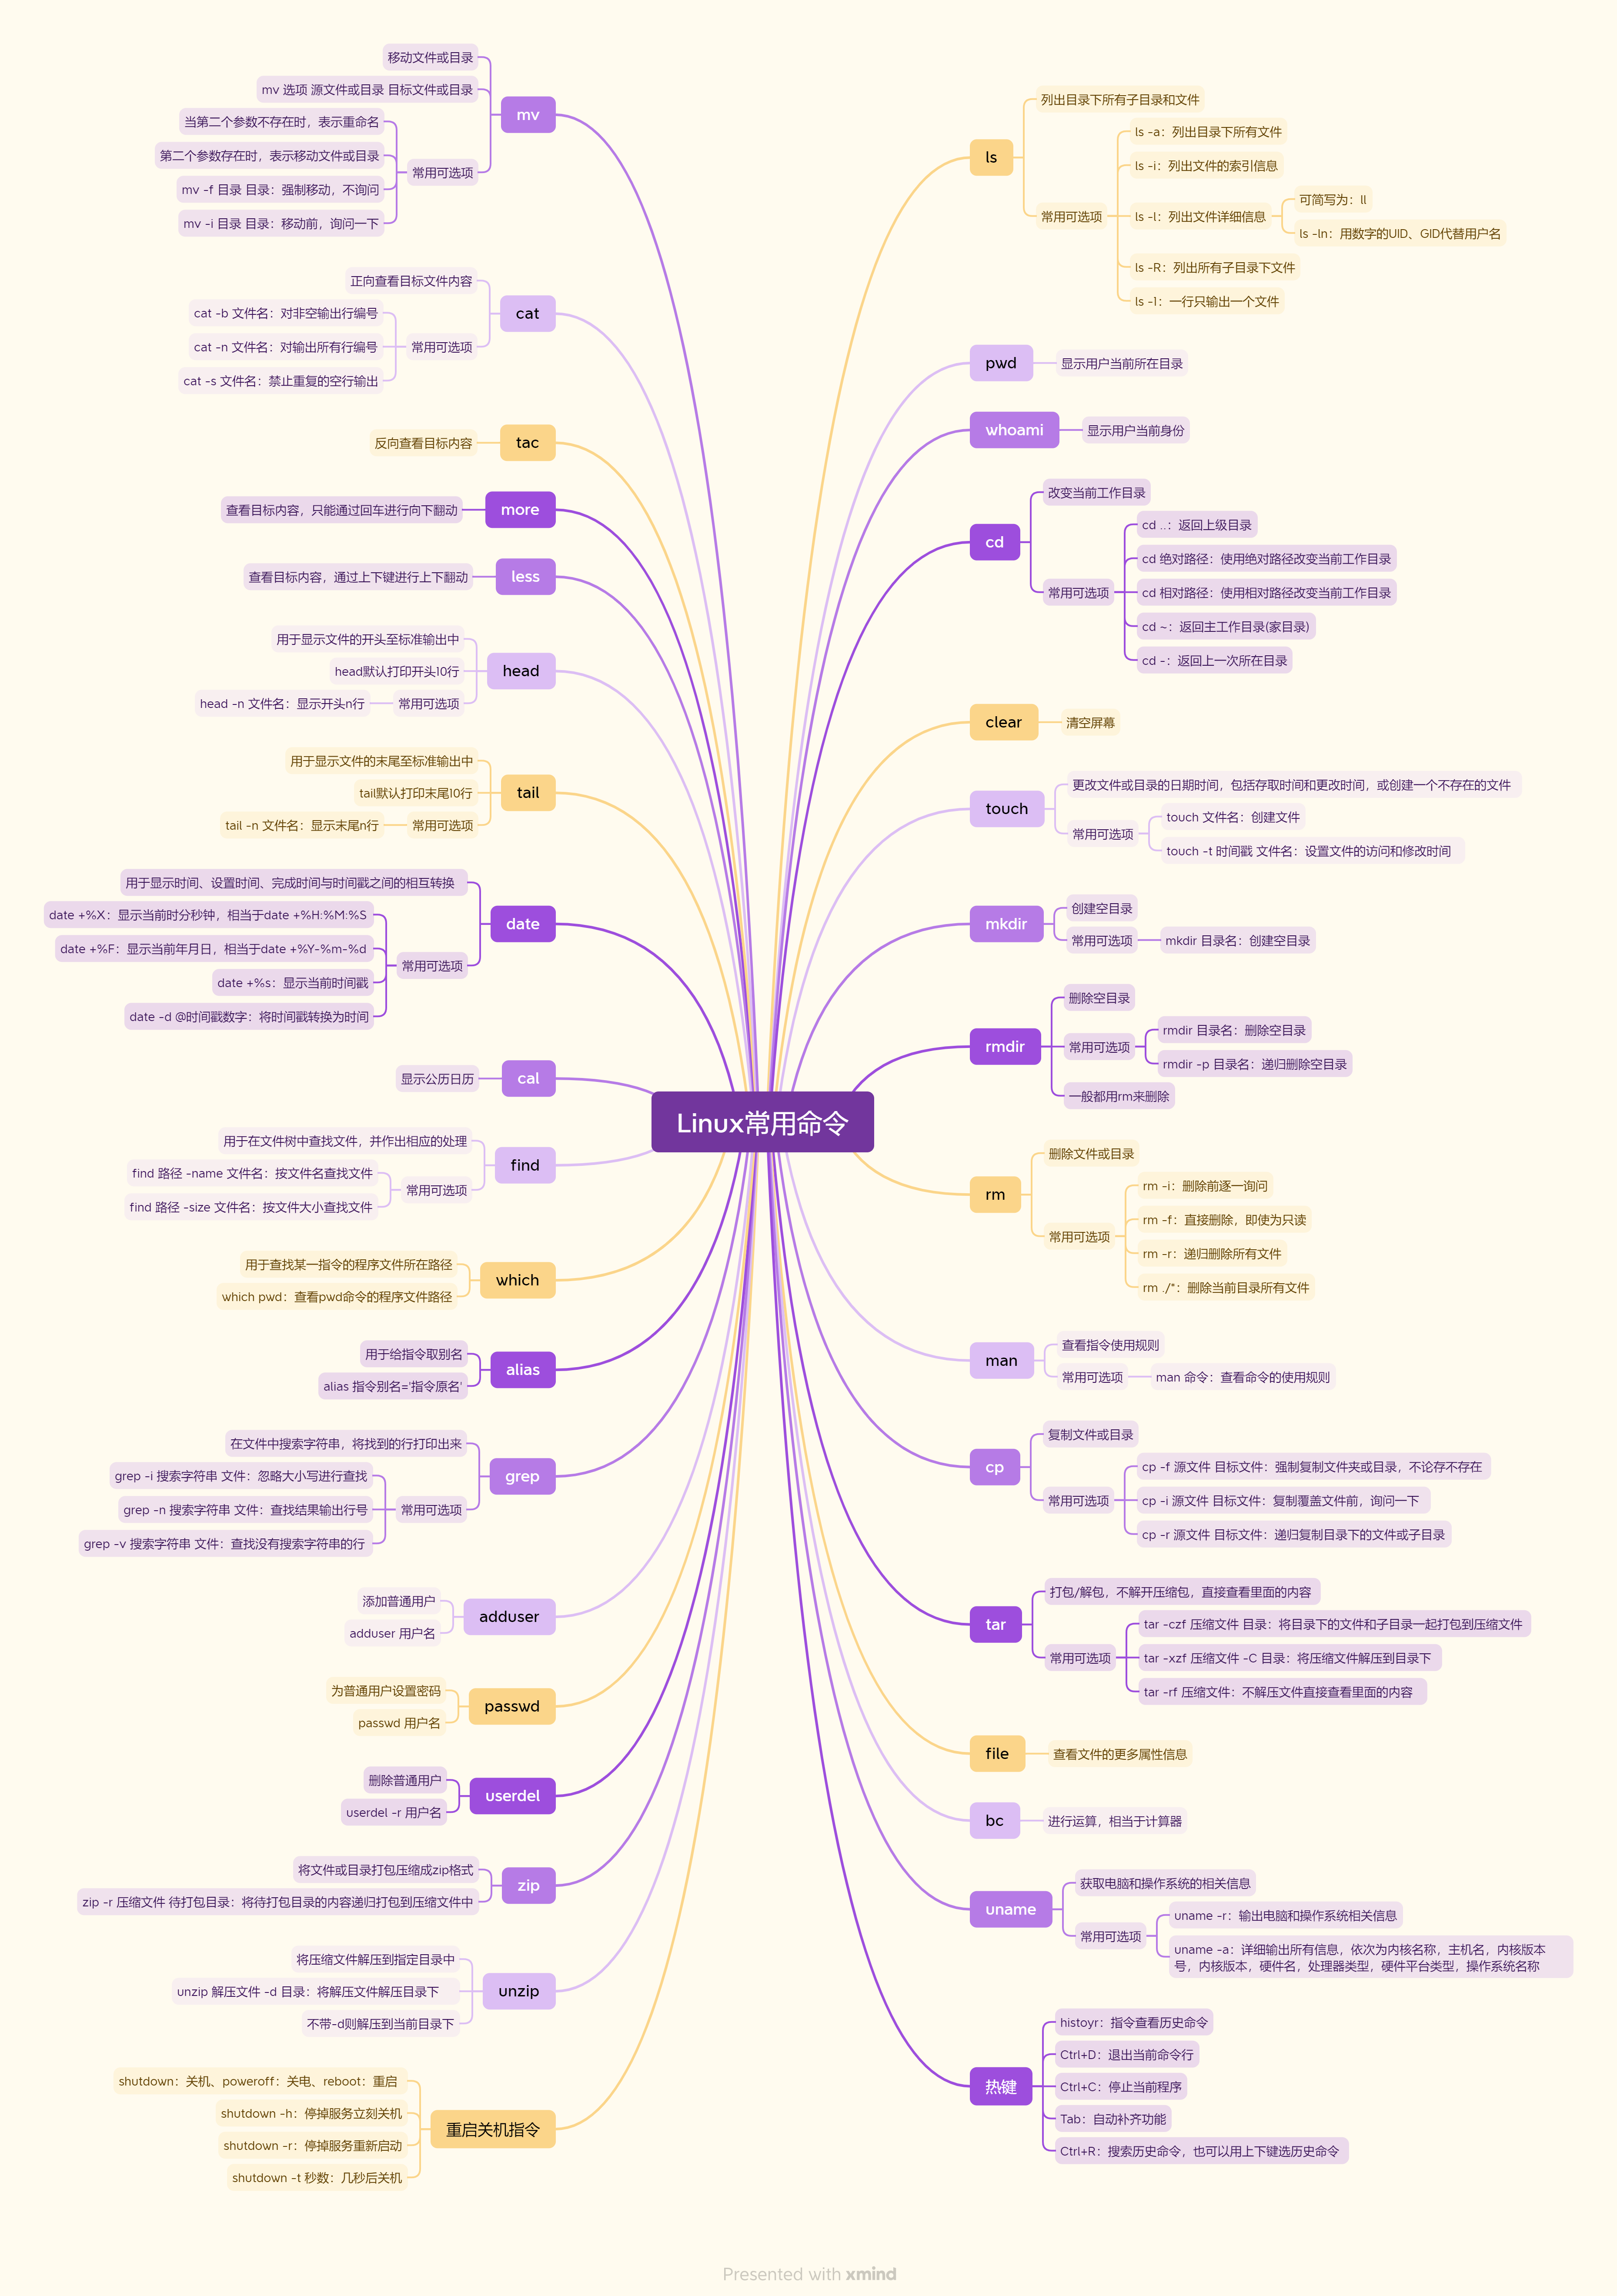 Linux常用命令
ls
列出目录下所有子目录和文件
常用可选项
ls -a：列出目录下所有文件
ls -i：列出文件的索引信息
ls -l：列出文件详细信息
可简写为：ll
ls -ln：用数字的UID、GID代替用户名
ls -R：列出所有子目录下文件
ls -1：一行只输出一个文件
pwd
显示用户当前所在目录
whoami
显示用户当前身份
cd
改变当前工作目录
常用可选项
cd ..：返回上级目录
cd 绝对路径：使用绝对路径改变当前工作目录
cd 相对路径：使用相对路径改变当前工作目录
cd ~：返回主工作目录(家目录)
cd -：返回上一次所在目录
clear
清空屏幕
touch
更改文件或目录的日期时间，包括存取时间和更改时间，或创建一个不存在的文件
常用可选项
touch 文件名：创建文件
touch -t 时间戳 文件名：设置文件的访问和修改时间
mkdir
创建空目录
常用可选项
mkdir 目录名：创建空目录
rmdir
删除空目录
常用可选项
rmdir 目录名：删除空目录
rmdir -p 目录名：递归删除空目录
一般都用rm来删除
rm
删除文件或目录
常用可选项
rm -i：删除前逐一询问
rm -f：直接删除，即使为只读
rm -r：递归删除所有文件
rm ./*：删除当前目录所有文件
man
查看指令使用规则
常用可选项
man 命令：查看命令的使用规则
cp
复制文件或目录
常用可选项
cp -f 源文件 目标文件：强制复制文件夹或目录，不论存不存在
cp -i 源文件 目标文件：复制覆盖文件前，询问一下
cp -r 源文件 目标文件：递归复制目录下的文件或子目录
tar
打包/解包，不解开压缩包，直接查看里面的内容
常用可选项
tar -czf 压缩文件 目录：将目录下的文件和子目录一起打包到压缩文件
tar -xzf 压缩文件 -C 目录：将压缩文件解压到目录下
tar -rf 压缩文件：不解压文件直接查看里面的内容
file
查看文件的更多属性信息
bc
进行运算，相当于计算器
uname
获取电脑和操作系统的相关信息
常用可选项
uname -r：输出电脑和操作系统相关信息
uname -a：详细输出所有信息，依次为内核名称，主机名，内核版本
号，内核版本，硬件名，处理器类型，硬件平台类型，操作系统名称
热键
histoyr：指令查看历史命令
Ctrl+D：退出当前命令行
Ctrl+C：停止当前程序
Tab：自动补齐功能
Ctrl+R：搜索历史命令，也可以用上下键选历史命令
mv
移动文件或目录
mv 选项 源文件或目录 目标文件或目录
常用可选项
当第二个参数不存在时，表示重命名
第二个参数存在时，表示移动文件或目录
mv -f 目录 目录：强制移动，不询问
mv -i 目录 目录：移动前，询问一下
cat
正向查看目标文件内容
常用可选项
cat -b 文件名：对非空输出行编号
cat -n 文件名：对输出所有行编号
cat -s 文件名：禁止重复的空行输出
tac
反向查看目标内容
more
查看目标内容，只能通过回车进行向下翻动
less
查看目标内容，通过上下键进行上下翻动
head
用于显示文件的开头至标准输出中
head默认打印开头10行
常用可选项
head -n 文件名：显示开头n行
tail
用于显示文件的末尾至标准输出中
tail默认打印末尾10行
常用可选项
tail -n 文件名：显示末尾n行
date
用于显示时间、设置时间、完成时间与时间戳之间的相互转换
常用可选项
date +%X：显示当前时分秒钟，相当于date +%H:%M:%S
date +%F：显示当前年月日，相当于date +%Y-%m-%d
date +%s：显示当前时间戳
date -d @时间戳数字：将时间戳转换为时间
cal
显示公历日历
find
用于在文件树中查找文件，并作出相应的处理
常用可选项
find 路径 -name 文件名：按文件名查找文件
find 路径 -size 文件名：按文件大小查找文件
which
用于查找某一指令的程序文件所在路径
which pwd：查看pwd命令的程序文件路径
alias
用于给指令取别名
alias 指令别名='指令原名'
grep
在文件中搜索字符串，将找到的行打印出来
常用可选项
grep -i 搜索字符串 文件：忽略大小写进行查找
grep -n 搜索字符串 文件：查找结果输出行号
grep -v 搜索字符串 文件：查找没有搜索字符串的行
adduser
添加普通用户
adduser 用户名
passwd
为普通用户设置密码
passwd 用户名
userdel
删除普通用户
userdel -r 用户名
zip
将文件或目录打包压缩成zip格式
zip -r 压缩文件 待打包目录：将待打包目录的内容递归打包到压缩文件中
unzip
将压缩文件解压到指定目录中
unzip 解压文件 -d 目录：将解压文件解压目录下
不带-d则解压到当前目录下
重启关机指令
shutdown：关机、poweroff：关电、reboot：重启
shutdown -h：停掉服务立刻关机
shutdown -r：停掉服务重新启动
shutdown -t 秒数：几秒后关机
Presented with xmind